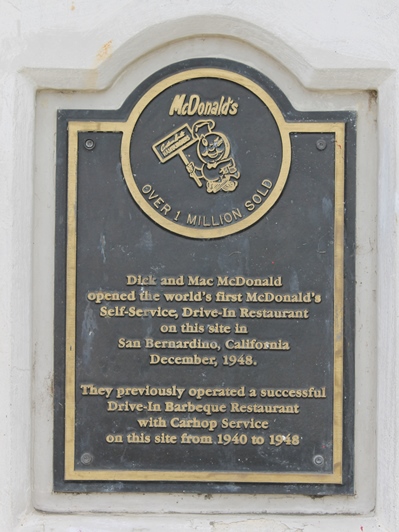 McDonald's
OVER 1 MILLION SOLD
Dick and Mac McDonald
opened the world's first McDonald's
Self-Service, Drive-In Restaurant
on this site in
San Bernardino, California
December, 1948.
They previously operated a successful
Drive-In Barbeque Restaurant
with Carhop Service
on this site from 1940 to 1948